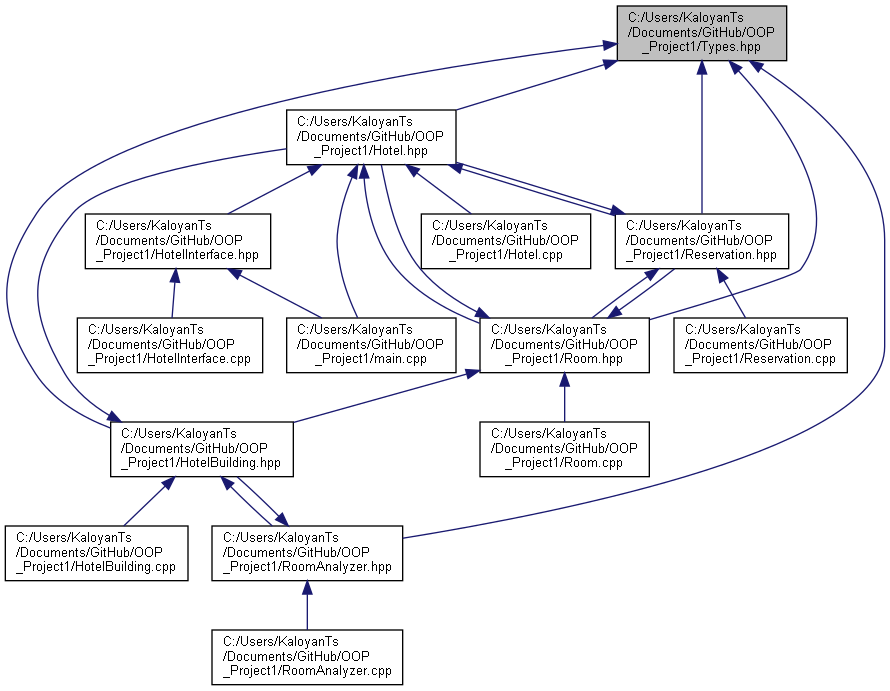 C:/Users/KaloyanTs
/Documents/GitHub/OOP
_Project1/Types.hpp
C:/Users/KaloyanTs
/Documents/GitHub/OOP
_Project1/Hotel.hpp
C:/Users/KaloyanTs
/Documents/GitHub/OOP
_Project1/HotelInterface.hpp
C:/Users/KaloyanTs
/Documents/GitHub/OOP
_Project1/Hotel.cpp
C:/Users/KaloyanTs
/Documents/GitHub/OOP
_Project1/Reservation.hpp
C:/Users/KaloyanTs
/Documents/GitHub/OOP
_Project1/HotelInterface.cpp
C:/Users/KaloyanTs
/Documents/GitHub/OOP
_Project1/main.cpp
C:/Users/KaloyanTs
/Documents/GitHub/OOP
_Project1/Room.hpp
C:/Users/KaloyanTs
/Documents/GitHub/OOP
_Project1/Reservation.cpp
C:/Users/KaloyanTs
/Documents/GitHub/OOP
_Project1/HotelBuilding.hpp
C:/Users/KaloyanTs
/Documents/GitHub/OOP
_Project1/Room.cpp
C:/Users/KaloyanTs
/Documents/GitHub/OOP
_Project1/HotelBuilding.cpp
C:/Users/KaloyanTs
/Documents/GitHub/OOP
_Project1/RoomAnalyzer.hpp
C:/Users/KaloyanTs
/Documents/GitHub/OOP
_Project1/RoomAnalyzer.cpp